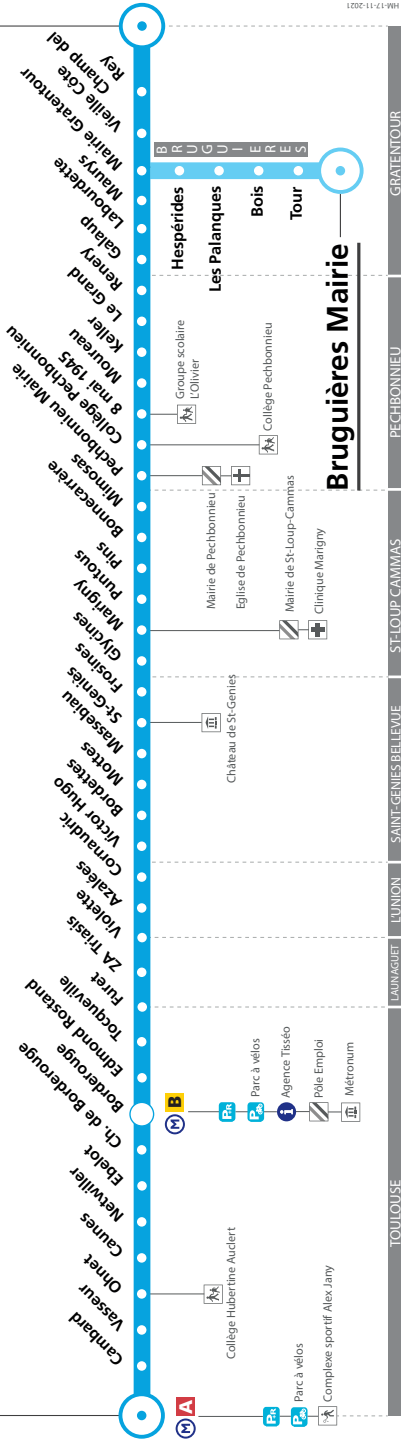 Cambard
Vasseur
Ohnet
Caunes
Netwiller
Ebelot
Ch. de Borderouge
Borderouge
Edmond Rostand
Tocqueville
Furet
ZA Triasis
Violette
Azalées
Cornaudric
Victor Hugo
Bordettes
Mottes
Massebiau
St-Geniès
Frosines
Glycines
Marigny
Puntous
Pins
Bonnecarrère
Mimosas
Pechbonnieu Mairie
Collège Pechbonnieu
8 mai 1945
Moureau
Keller
Le Grand
Renery
Galaup
Labourdette
Maurys
Mairie Gratentour
Vieille Côte
Champ del
Rey
M A
P+R
Parc à vélos
Complexe sportif Alex Jany
Collège Hubertine Auclert
M B
P+R
Parc à vélos
Agence Tisséo
Pôle Emploi
Métronum
Château de St-Genies
Mairie de St-Loup-Cammas
Clinique Marigny
Mairie de Pechbonnieu
Eglise de Pechbonnieu
Collège Pechbonnieu
Groupe scolaire
L'Olivier
BRUGUIERES
Hespérides
Les Palanques
Bois
Tour
Bruguières Mairie
TOULOUSE
LAUNAGUET
L'UNION
SAINT-GENIES BELLEVUE
ST-LOUP CAMMAS
PECHBONNIEU
GRATENTOUR
HM-17-11-2021